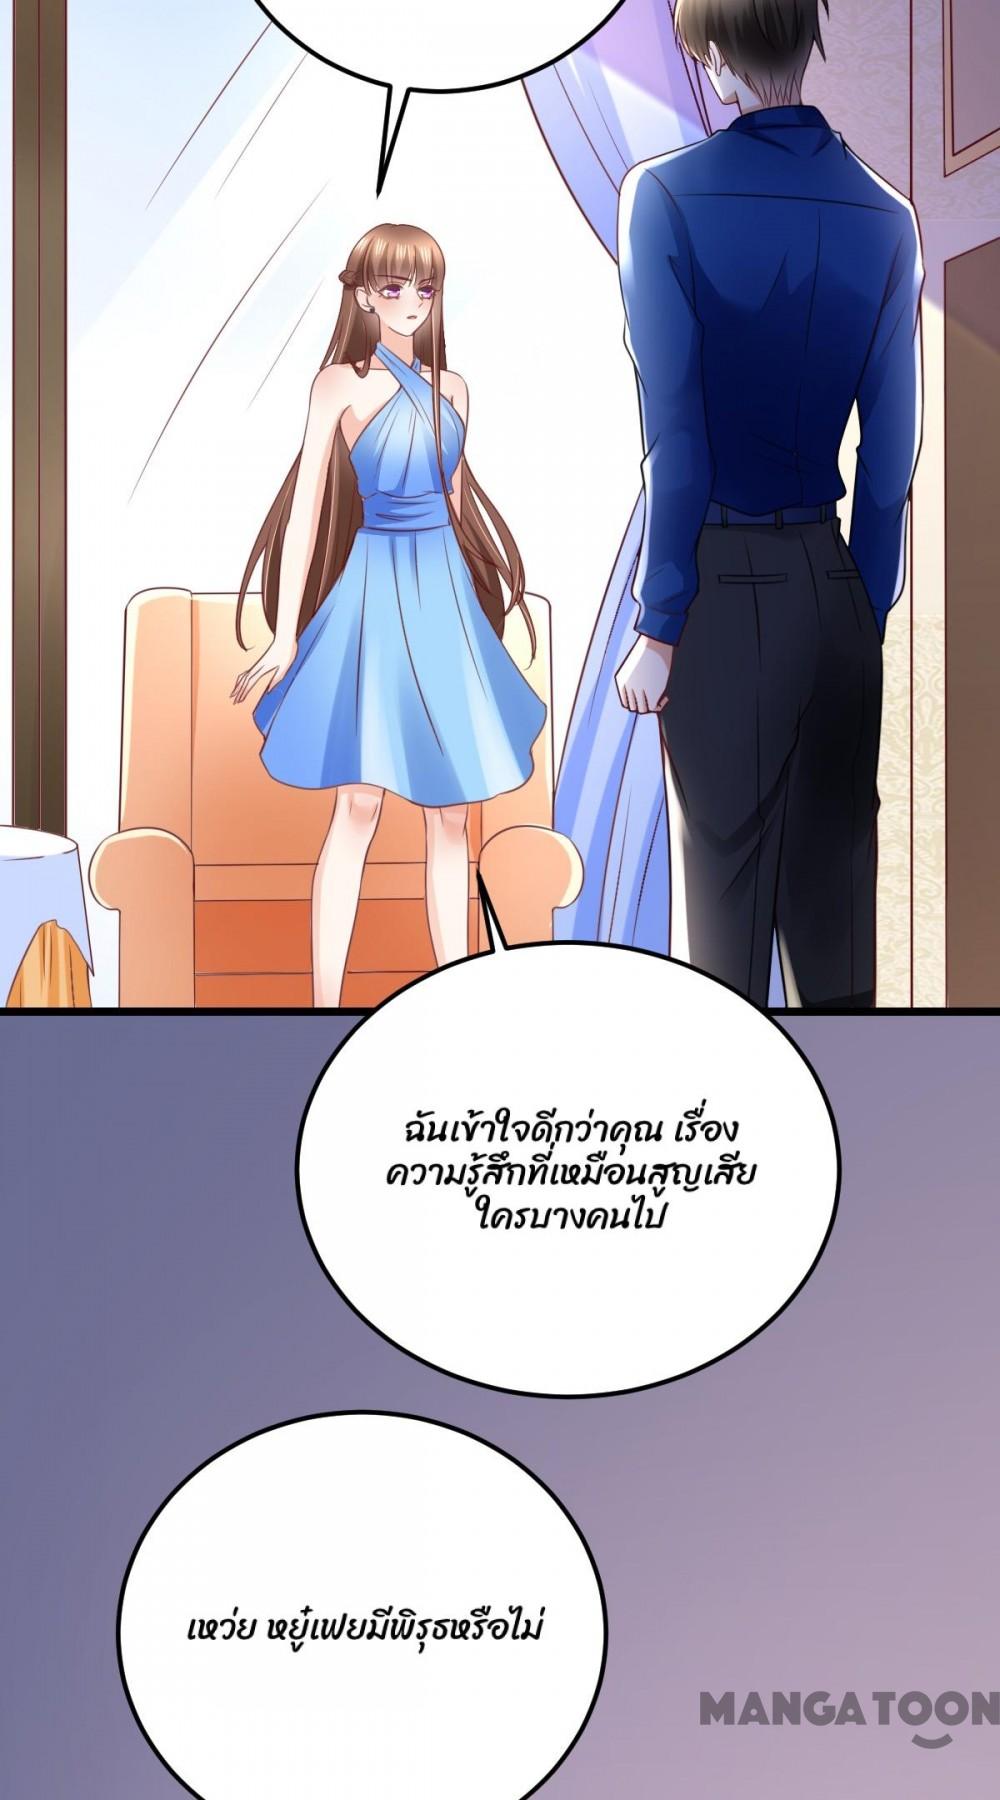 ฉันเข้าใจดีกว่าคุณ เรื่อง
ความรู้สึกที่เหมือนสูญเสีย
ใครบางคนไป
เหว่ย หยู๋เฟยมีพิรุธหรือไม่
MANGATOON